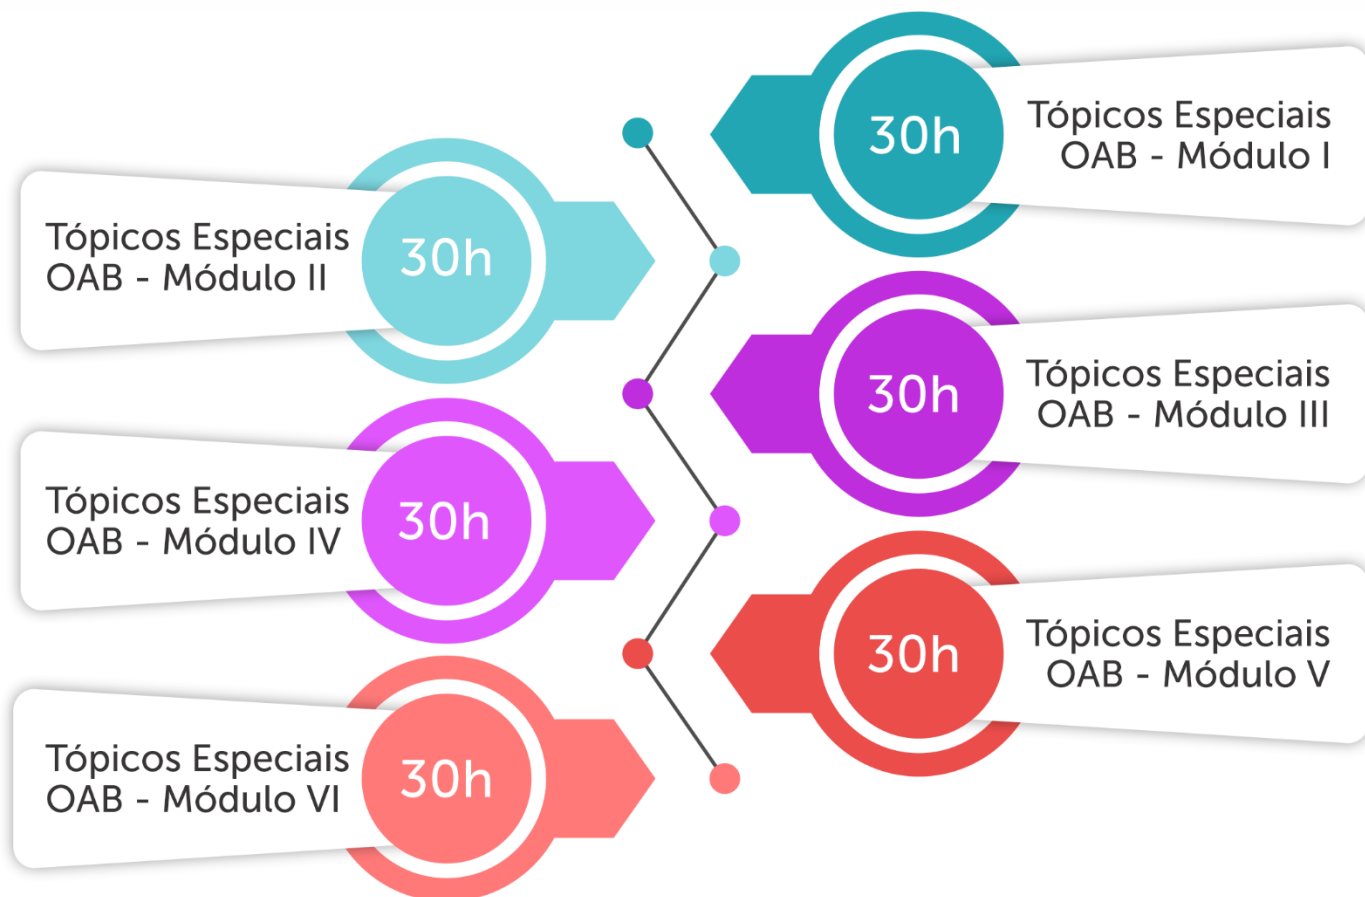 30h
Tópicos Especiais
OAB - Módulo I
Tópicos Especiais
OAB - Módulo II
30h
30h
Tópicos Especiais
OAB - Módulo III
Tópicos Especiais
OAB - Módulo IV
30h
30h
Tópicos Especiais
OAB - Módulo V
Tópicos Especiais
OAB - Módulo VI
30h